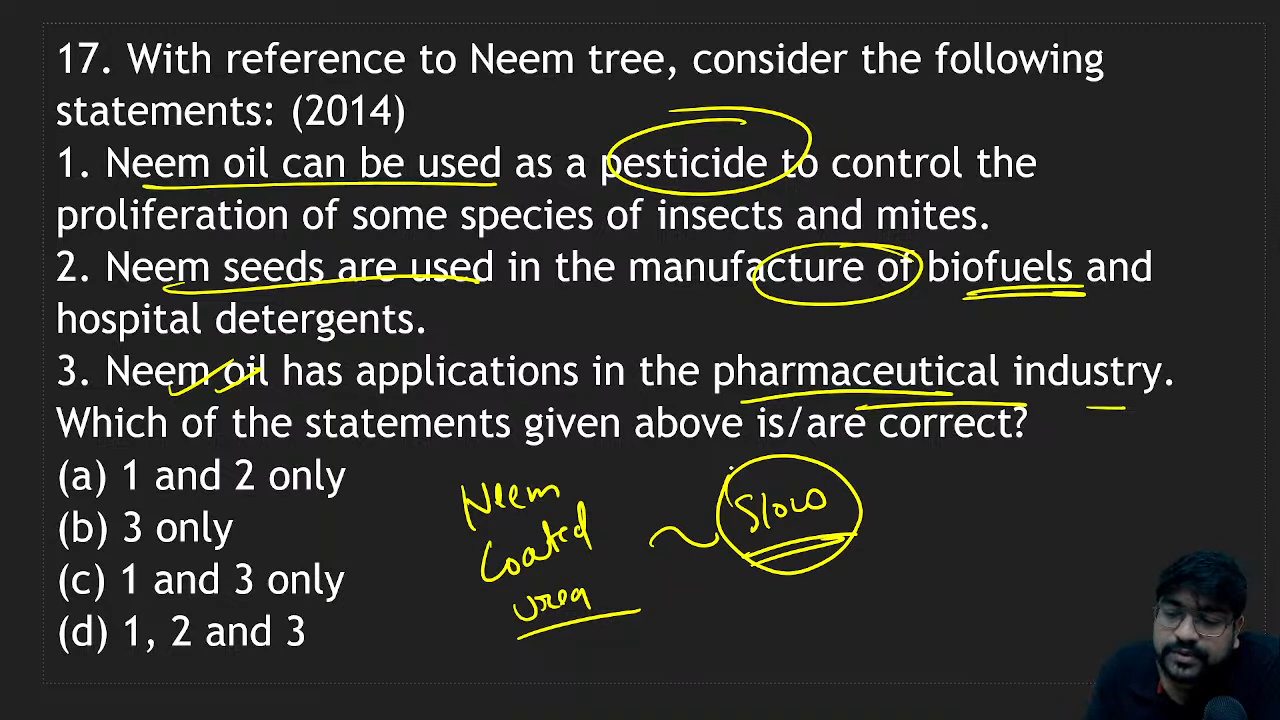 17. With reference to Neem tree, consider the following
statements: (2014)
1. Neem oil can be used as a pesticide to control the
proliferation of some species of insects and mites.
2. Neem seeds are used in the manufacture of biofuels and
hospital detergents.
3. Neem oil has applications in the pharmaceutical industry.
Which of the statements given above is/are correct?
(a) 1 and 2 only
(b) 3 only
(c) 1 and 3 only
(d) 1, 2 and 3
Neem
Coated
urea
Slow